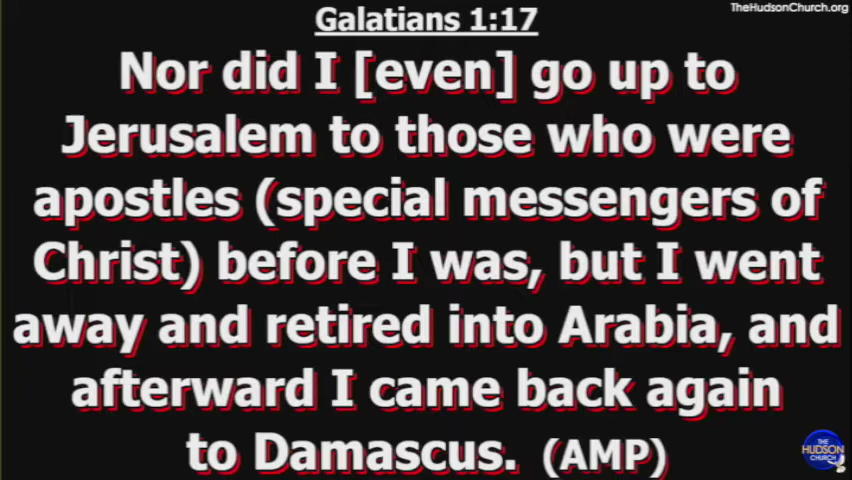 TheHudsonChurch.org
Galatians 1:17
Nor did I [even] go up to
Jerusalem to those who were
apostles (special messengers of
Christ) before I was, but I went
away and retired into Arabia, and
afterward I came back again
to Damascus. (AMP)
THE
HUDSON
CHURCH